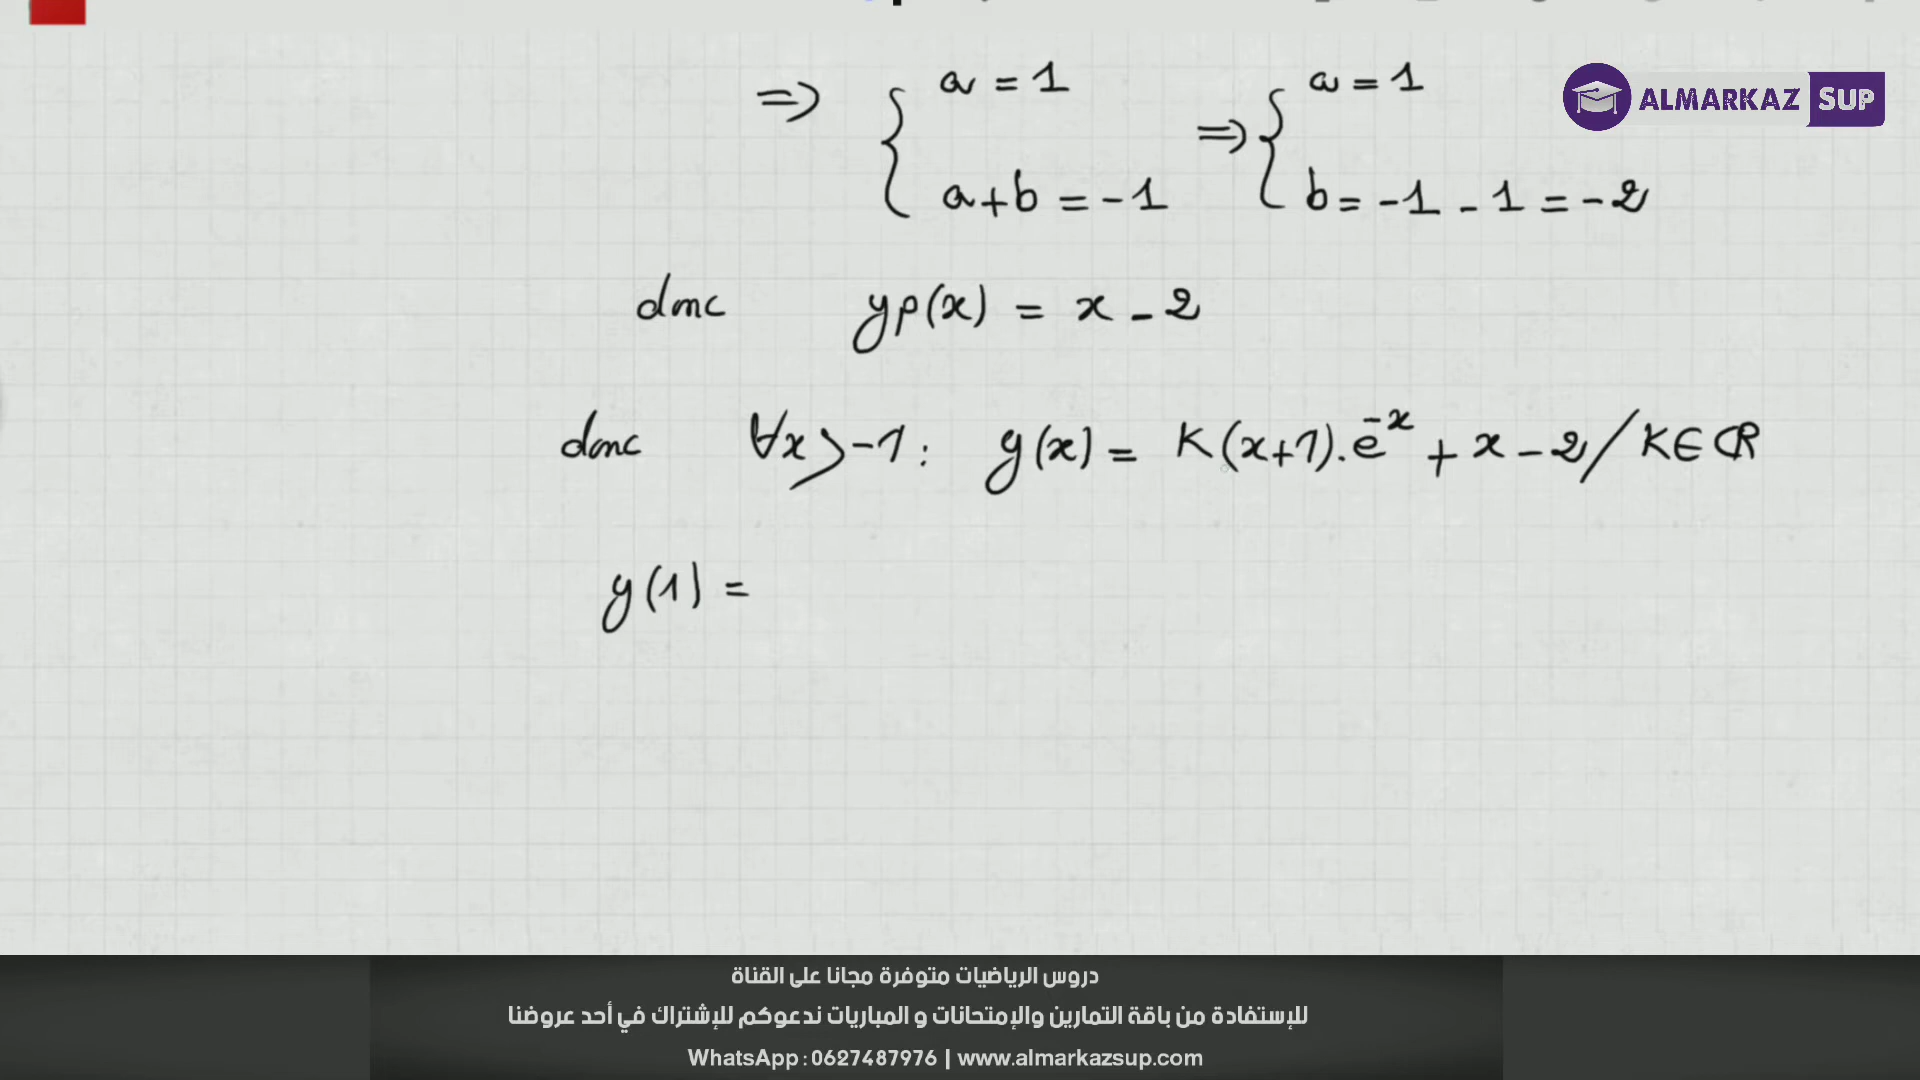 ALMARKAZ SUP
⇒ { a = 1 ⇒ { a = 1
a + b = -1 b = -1 - 1 = -2
donc yp(x) = x - 2
donc ∀x > -1 : y(x) = K(x+1).e^-x + x - 2 / K ∈ ℝ
y(1) =
دروس الرياضيات متوفرة مجانا على القناة
للإستفادة من باقة التمارين والإمتحانات و المباريات ندعوكم للإشتراك في أحد عروضنا
WhatsApp : 0627487976 | www.almarkazsup.com